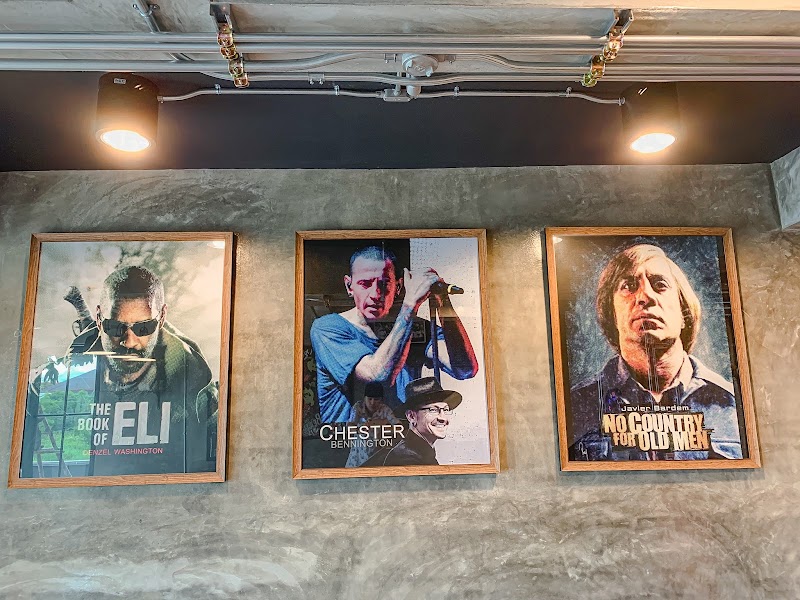 THE
BOOK
OF
ELI
DENZEL WASHINGTON
CHESTER
BENNINGTON
Javier Bardem
NO COUNTRY
FOR OLD MEN